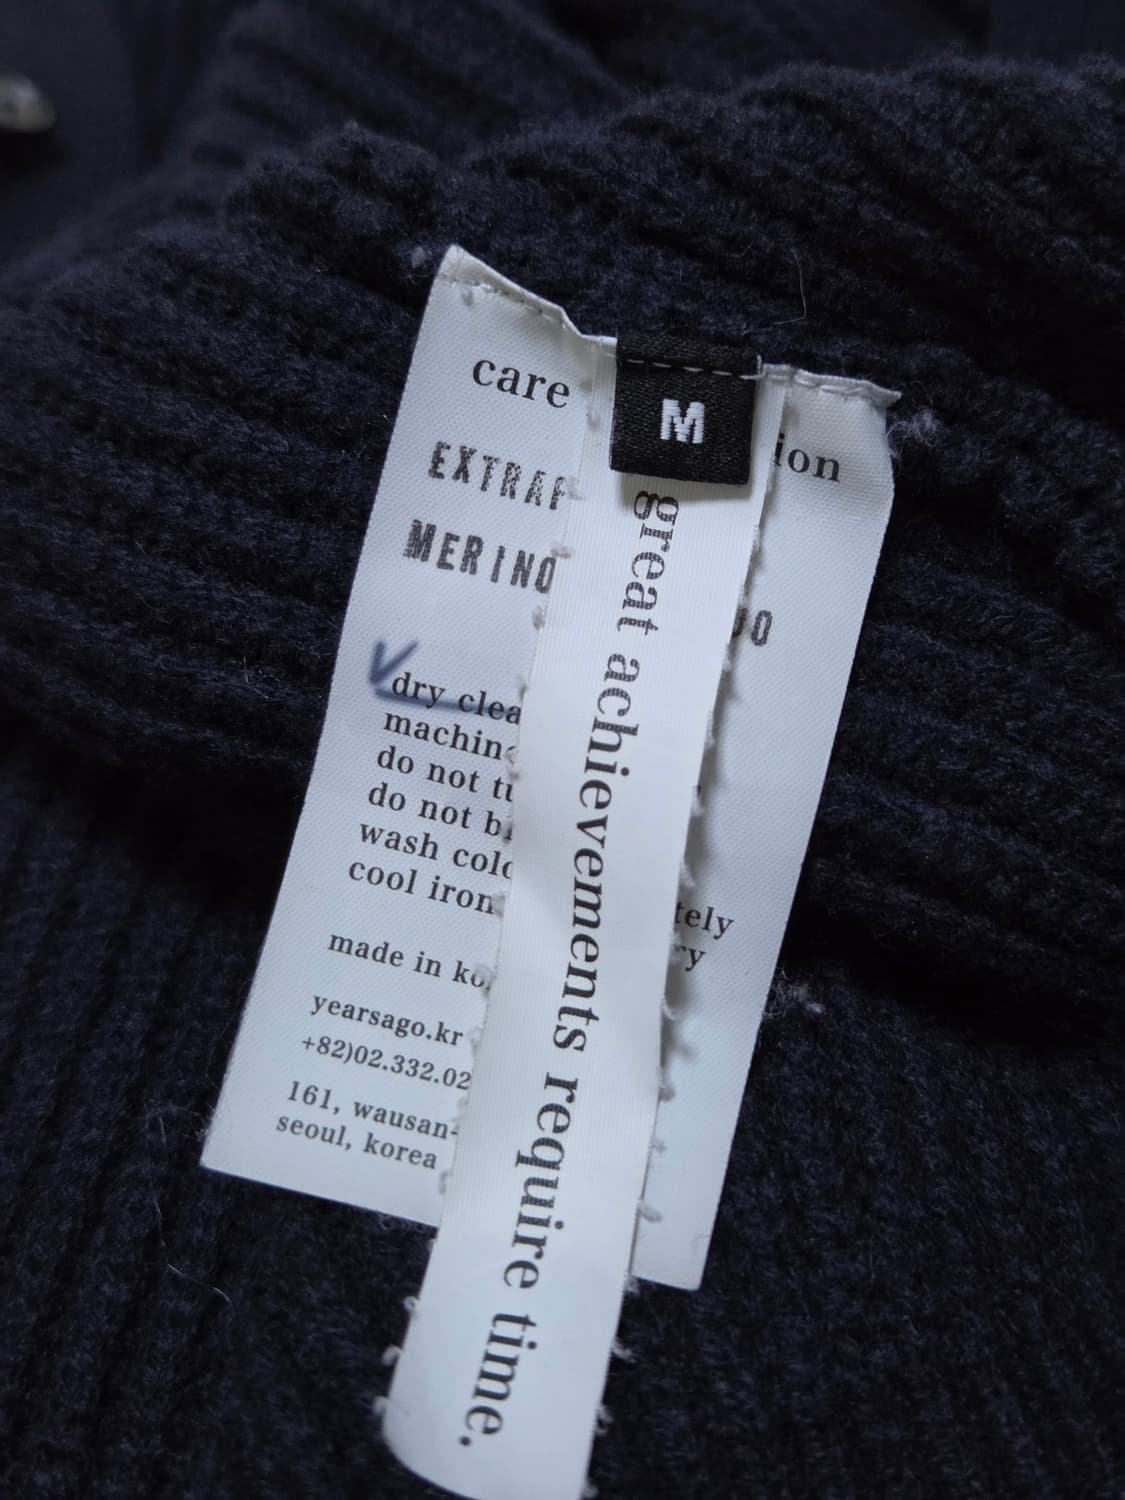 M
great achievements require time.
care
EXTRAF
MERINO
dry clea
machine
do not tu
do not bl
wash colo
cool iron
tely
ry
made in ko
yearsago.kr
+82)02.332.02
161, wausan-
seoul, korea
ion